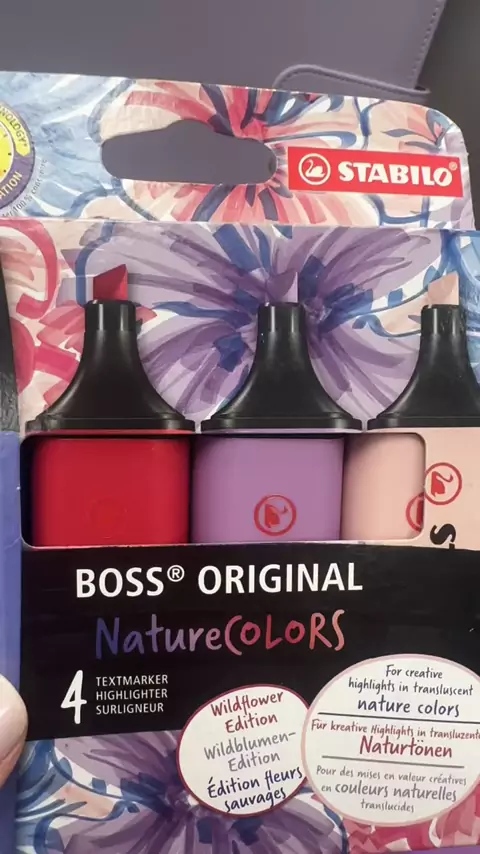 STABILO®
BOSS® ORIGINAL
NatureCOLORS
4
TEXTMARKER
HIGHLIGHTER
SURLIGNEUR
Wildflower
Edition
Wildblumen-
Edition
Édition fleurs
sauvages
For creative
highlights in translucent
nature colors
Für kreative Highlights in
Naturtönen
Pour des mises en valeur créatives
en couleurs naturelles
translucides